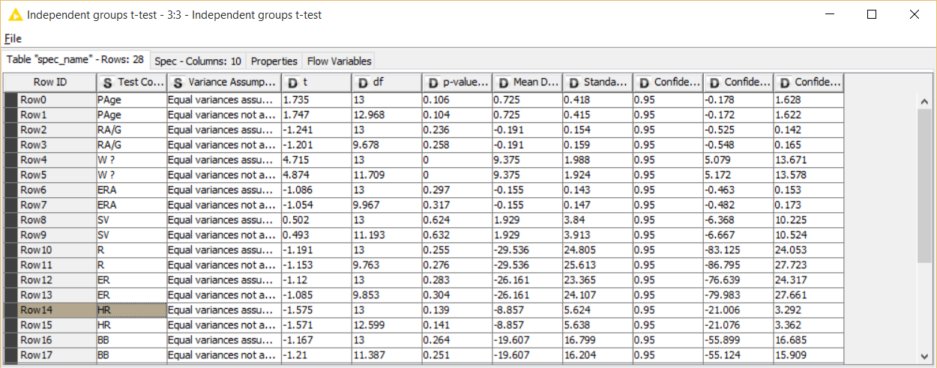 Independent groups t-test - 3:3 - Independent groups t-test
File
Table "spec_name" - Rows: 28 Spec - Columns: 10 Properties Flow Variables
Row ID S Test Co... S Variance Assump... D t D df D p-value... D Mean D... D Standa... D Confide... D Confide... D Confide...
Row0 PAge Equal variances assu... 1.735 13 0.106 0.725 0.418 0.95 -0.178 1.628
Row1 PAge Equal variances not a... 1.747 12.968 0.104 0.725 0.415 0.95 -0.172 1.622
Row2 RA/G Equal variances assu... -1.241 13 0.236 -0.191 0.154 0.95 -0.525 0.142
Row3 RA/G Equal variances not a... -1.201 9.678 0.258 -0.191 0.159 0.95 -0.548 0.165
Row4 W ? Equal variances assu... 4.715 13 0 9.375 1.988 0.95 5.079 13.671
Row5 W ? Equal variances not a... 4.874 11.709 0 9.375 1.924 0.95 5.172 13.578
Row6 ERA Equal variances assu... -1.086 13 0.297 -0.155 0.143 0.95 -0.463 0.153
Row7 ERA Equal variances not a... -1.054 9.967 0.317 -0.155 0.147 0.95 -0.482 0.173
Row8 SV Equal variances assu... 0.502 13 0.624 1.929 3.84 0.95 -6.368 10.225
Row9 SV Equal variances not a... 0.493 11.193 0.632 1.929 3.913 0.95 -6.667 10.524
Row10 R Equal variances assu... -1.191 13 0.255 -29.536 24.805 0.95 -83.125 24.053
Row11 R Equal variances not a... -1.153 9.763 0.276 -29.536 25.613 0.95 -86.795 27.723
Row12 ER Equal variances assu... -1.12 13 0.283 -26.161 23.365 0.95 -76.639 24.317
Row13 ER Equal variances not a... -1.085 9.853 0.304 -26.161 24.107 0.95 -79.983 27.661
Row14 HR Equal variances assu... -1.575 13 0.139 -8.857 5.624 0.95 -21.006 3.292
Row15 HR Equal variances not a... -1.571 12.599 0.141 -8.857 5.638 0.95 -21.076 3.362
Row16 BB Equal variances assu... -1.167 13 0.264 -19.607 16.799 0.95 -55.899 16.685
Row17 BB Equal variances not a... -1.21 11.387 0.251 -19.607 16.204 0.95 -55.124 15.909